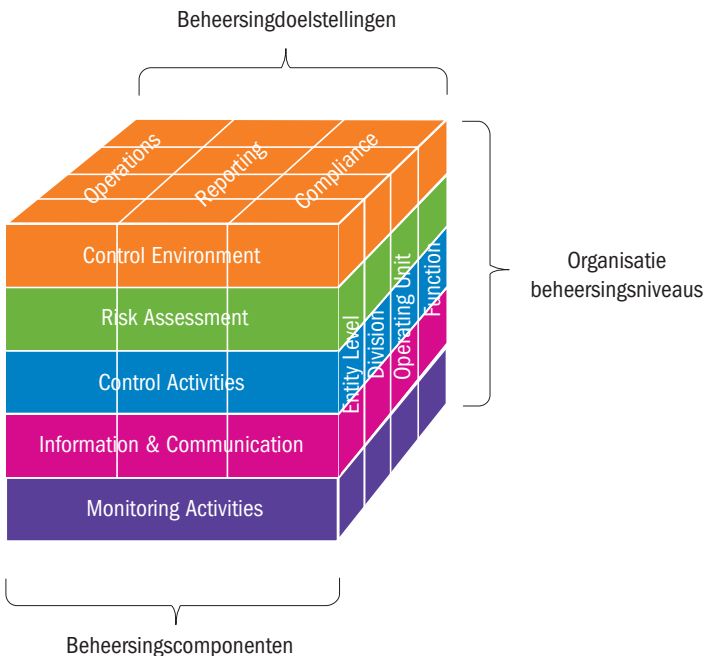 Beheersingdoelstellingen
Operations
Reporting
Compliance
Control Environment
Risk Assessment
Control Activities
Information & Communication
Monitoring Activities
Entity Level
Division
Operating Unit
Function
Organisatie
beheersingsniveaus
Beheersingscomponenten